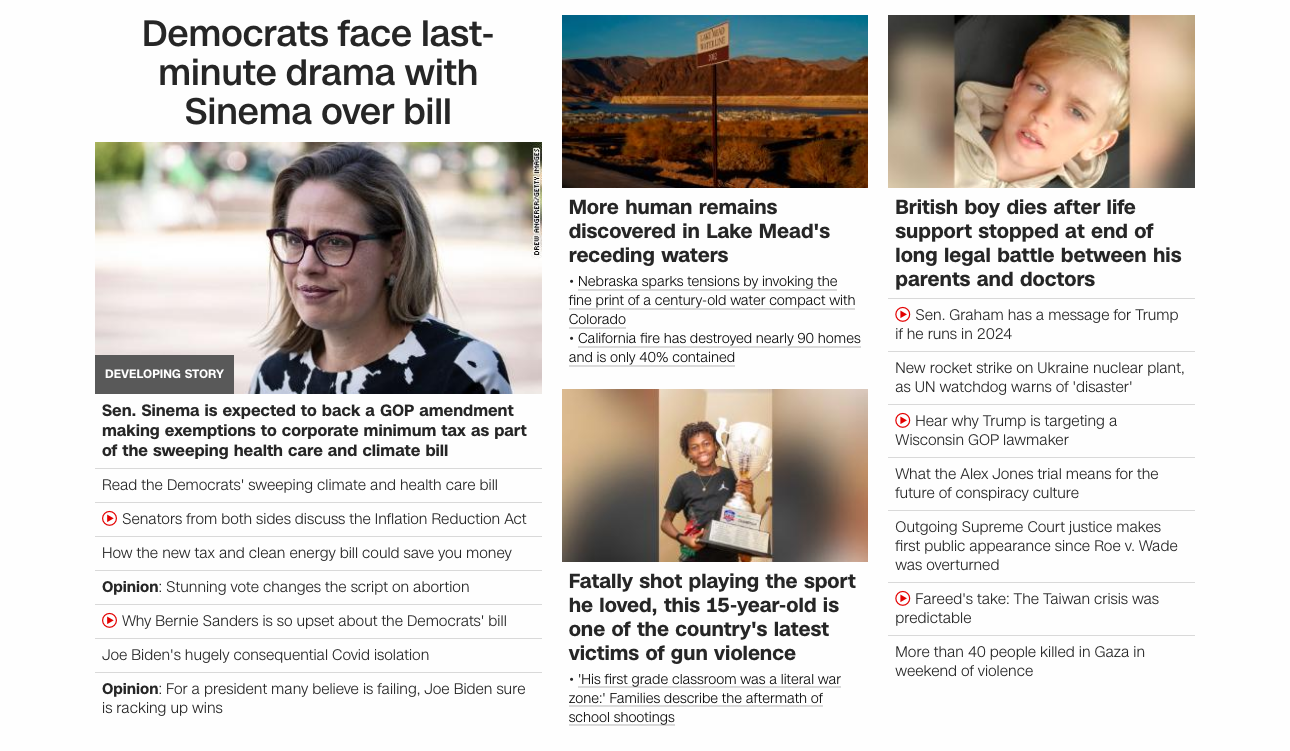 Democrats face last-
minute drama with
Sinema over bill
DREW ANGERER/GETTY IMAGES
DEVELOPING STORY
Sen. Sinema is expected to back a GOP amendment
making exemptions to corporate minimum tax as part
of the sweeping health care and climate bill
Read the Democrats' sweeping climate and health care bill
Senators from both sides discuss the Inflation Reduction Act
How the new tax and clean energy bill could save you money
Opinion: Stunning vote changes the script on abortion
Why Bernie Sanders is so upset about the Democrats' bill
Joe Biden's hugely consequential Covid isolation
Opinion: For a president many believe is failing, Joe Biden sure
is racking up wins
LAKE MEAD
WATER LINE
2002
More human remains
discovered in Lake Mead's
receding waters
• Nebraska sparks tensions by invoking the
fine print of a century-old water compact with
Colorado
• California fire has destroyed nearly 90 homes
and is only 40% contained
Fatally shot playing the sport
he loved, this 15-year-old is
one of the country's latest
victims of gun violence
• 'His first grade classroom was a literal war
zone:' Families describe the aftermath of
school shootings
British boy dies after life
support stopped at end of
long legal battle between his
parents and doctors
Sen. Graham has a message for Trump
if he runs in 2024
New rocket strike on Ukraine nuclear plant,
as UN watchdog warns of 'disaster'
Hear why Trump is targeting a
Wisconsin GOP lawmaker
What the Alex Jones trial means for the
future of conspiracy culture
Outgoing Supreme Court justice makes
first public appearance since Roe v. Wade
was overturned
Fareed's take: The Taiwan crisis was
predictable
More than 40 people killed in Gaza in
weekend of violence